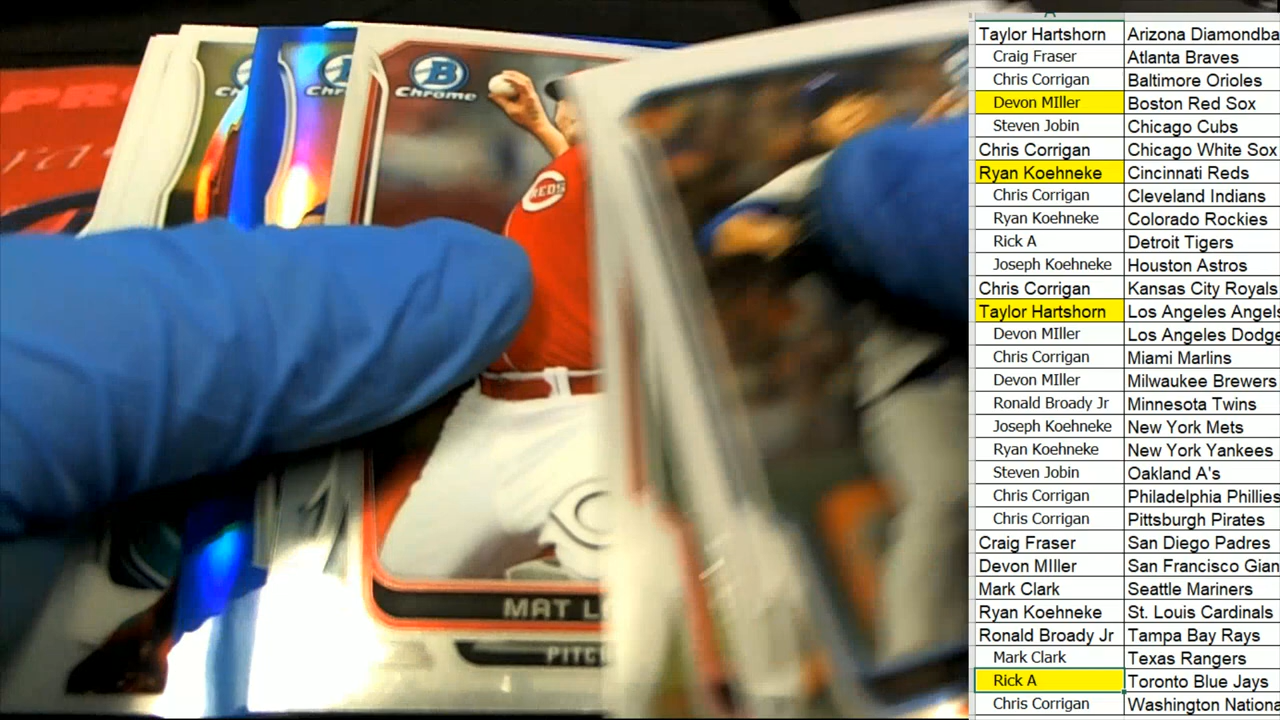 Taylor Hartshorn Arizona Diamondba
Craig Fraser Atlanta Braves
Chris Corrigan Baltimore Orioles
Devon MIller Boston Red Sox
Steven Jobin Chicago Cubs
Chris Corrigan Chicago White Sox
Ryan Koehneke Cincinnati Reds
Chris Corrigan Cleveland Indians
Ryan Koehneke Colorado Rockies
Rick A Detroit Tigers
Joseph Koehneke Houston Astros
Chris Corrigan Kansas City Royals
Taylor Hartshorn Los Angeles Angels
Devon MIller Los Angeles Dodge
Chris Corrigan Miami Marlins
Devon MIller Milwaukee Brewers
Ronald Broady Jr Minnesota Twins
Joseph Koehneke New York Mets
Ryan Koehneke New York Yankees
Steven Jobin Oakland A's
Chris Corrigan Philadelphia Phillies
Chris Corrigan Pittsburgh Pirates
Craig Fraser San Diego Padres
Devon MIller San Francisco Gian
Mark Clark Seattle Mariners
Ryan Koehneke St. Louis Cardinals
Ronald Broady Jr Tampa Bay Rays
Mark Clark Texas Rangers
Rick A Toronto Blue Jays
Chris Corrigan Washington Nationa
B
Chrome
REDS
MAT L
PITC
PR